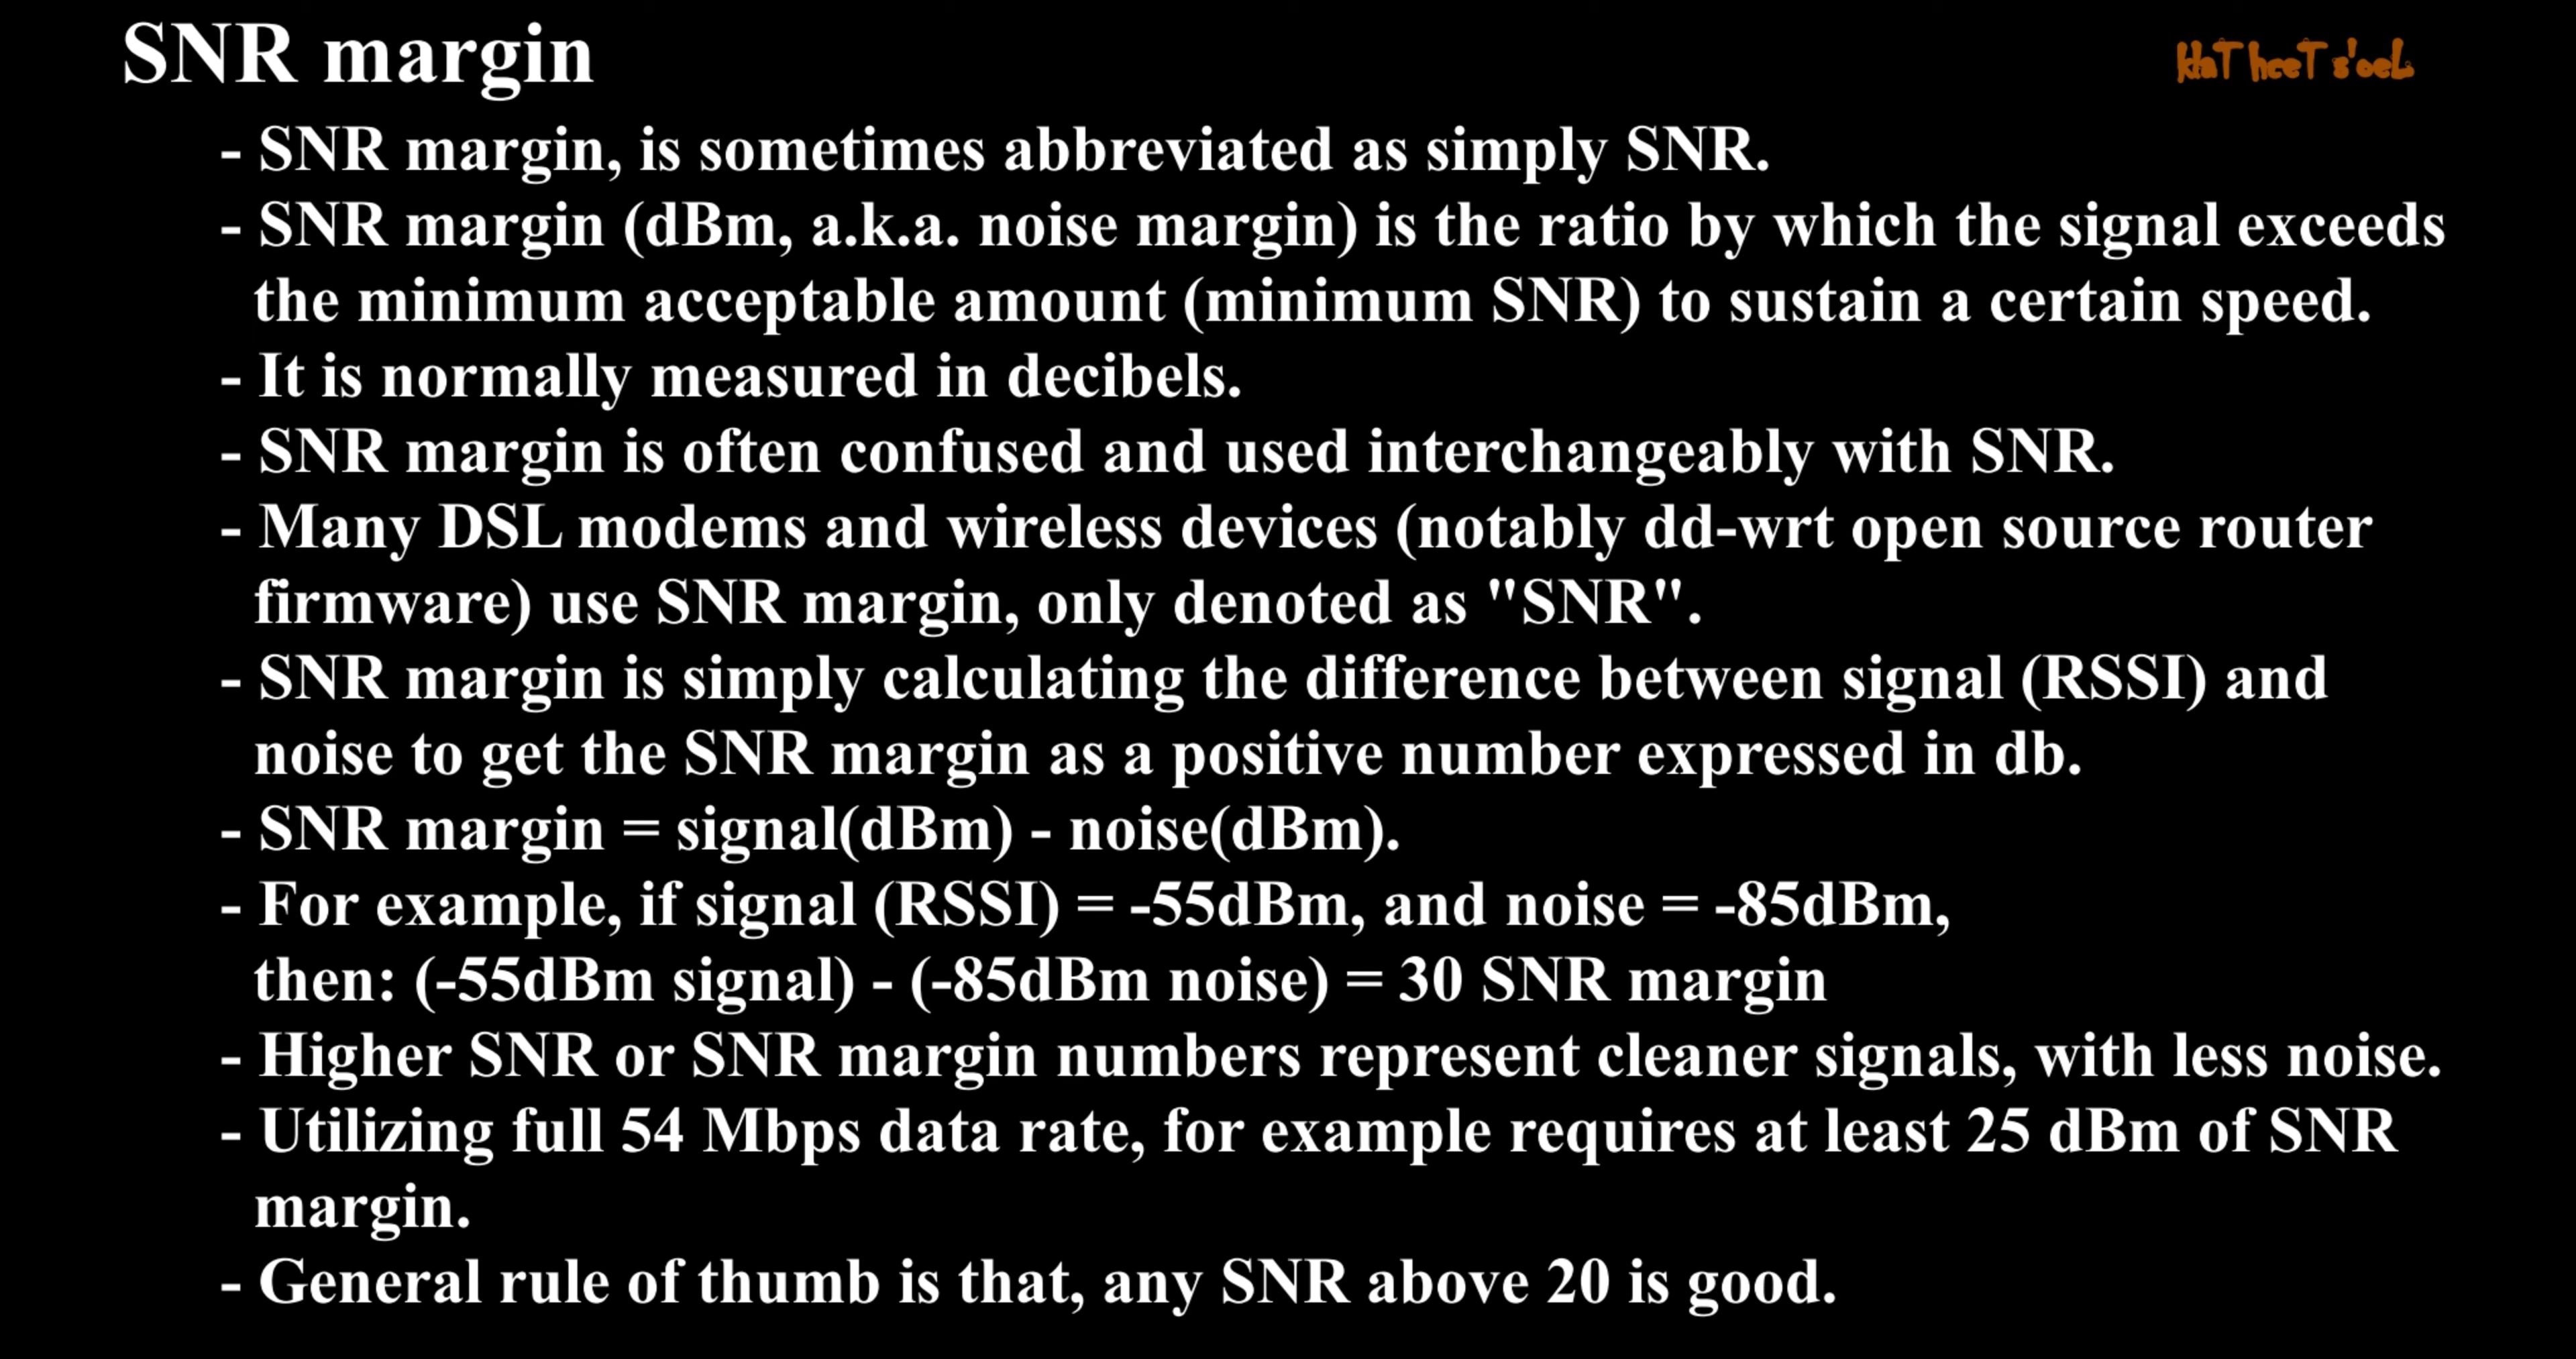 SNR margin
klaT hceeT s'oeL
- SNR margin, is sometimes abbreviated as simply SNR.
- SNR margin (dBm, a.k.a. noise margin) is the ratio by which the signal exceeds
the minimum acceptable amount (minimum SNR) to sustain a certain speed.
- It is normally measured in decibels.
- SNR margin is often confused and used interchangeably with SNR.
- Many DSL modems and wireless devices (notably dd-wrt open source router
firmware) use SNR margin, only denoted as "SNR".
- SNR margin is simply calculating the difference between signal (RSSI) and
noise to get the SNR margin as a positive number expressed in db.
- SNR margin = signal(dBm) - noise(dBm).
- For example, if signal (RSSI) = -55dBm, and noise = -85dBm,
then: (-55dBm signal) - (-85dBm noise) = 30 SNR margin
- Higher SNR or SNR margin numbers represent cleaner signals, with less noise.
- Utilizing full 54 Mbps data rate, for example requires at least 25 dBm of SNR
margin.
- General rule of thumb is that, any SNR above 20 is good.